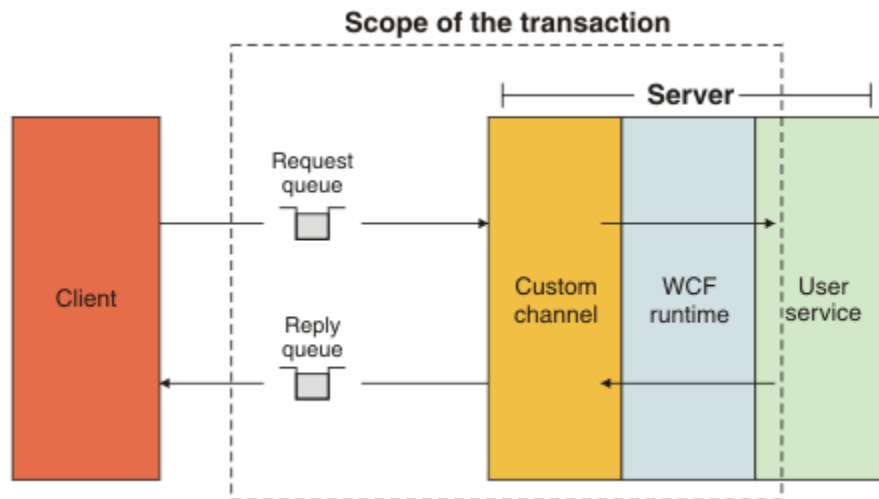 Scope of the transaction
Server
Request
queue
Client
Custom
channel
WCF
runtime
User
service
Reply
queue